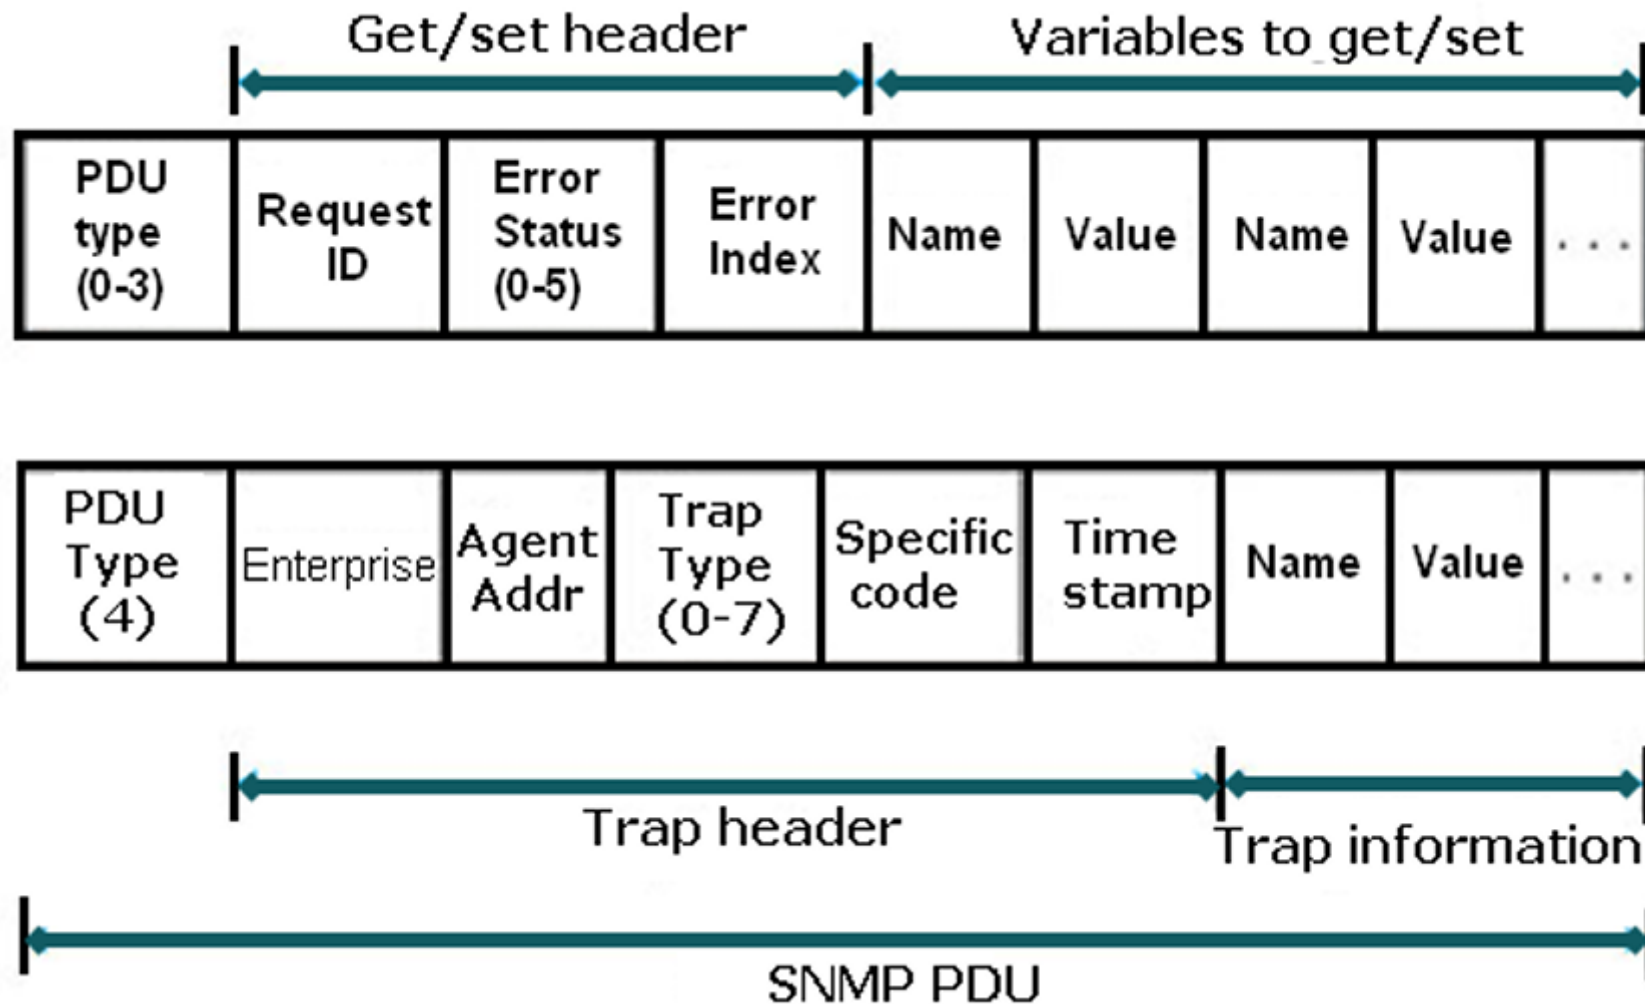 Get/set header
Variables to get/set
PDU
type
(0-3)
Request
ID
Error
Status
(0-5)
Error
Index
Name
Value
Name
Value
...
PDU
Type
(4)
Enterprise
Agent
Addr
Trap
Type
(0-7)
Specific
code
Time
stamp
Name
Value
...
Trap header
Trap information
SNMP PDU